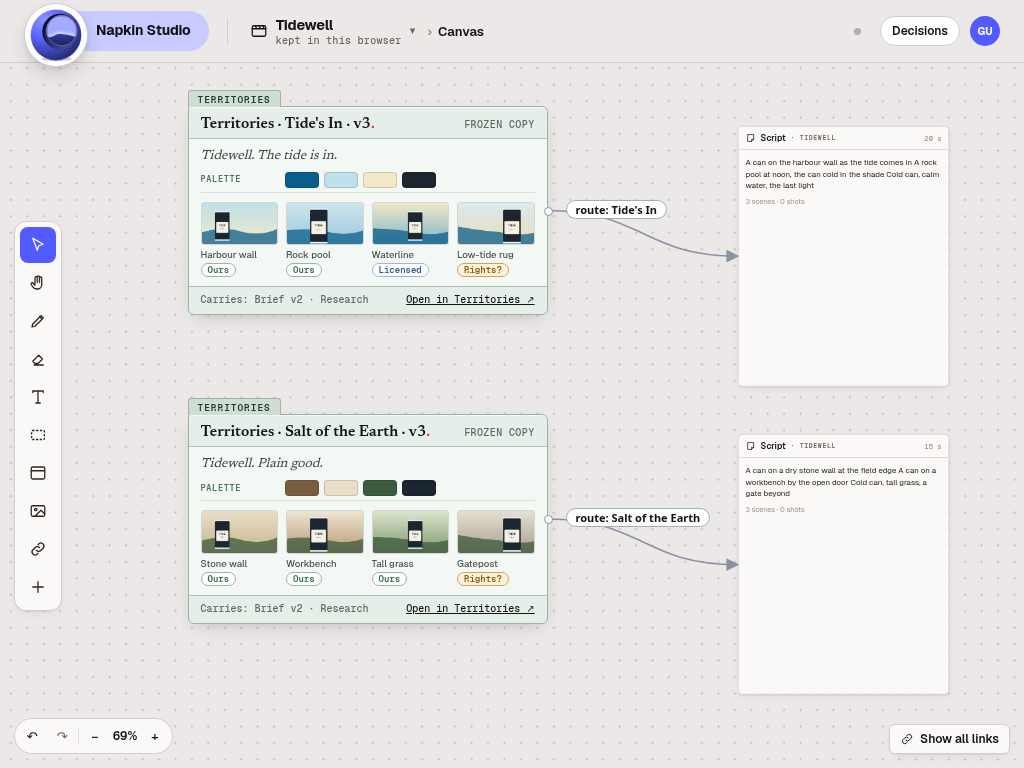 Napkin Studio
Tidewell
kept in this browser
Canvas
Decisions
GU
TERRITORIES
Territories · Tide's In · v3.
FROZEN COPY
Tidewell. The tide is in.
PALETTE
Harbour wall
Rock pool
Waterline
Low-tide rug
Ours
Ours
Licensed
Rights?
Carries: Brief v2 · Research
Open in Territories ↗
route: Tide's In
Script · TIDEWELL
20 s
A can on the harbour wall as the tide comes in A rock
pool at noon, the can cold in the shade Cold can, calm
water, the last light
3 scenes · 0 shots
TERRITORIES
Territories · Salt of the Earth · v3.
FROZEN COPY
Tidewell. Plain good.
PALETTE
Stone wall
Workbench
Tall grass
Gatepost
Ours
Ours
Ours
Rights?
Carries: Brief v2 · Research
Open in Territories ↗
route: Salt of the Earth
Script · TIDEWELL
15 s
A can on a dry stone wall at the field edge A can on a
workbench by the open door Cold can, tall grass, a
gate beyond
3 scenes · 0 shots
− 69% +
Show all links